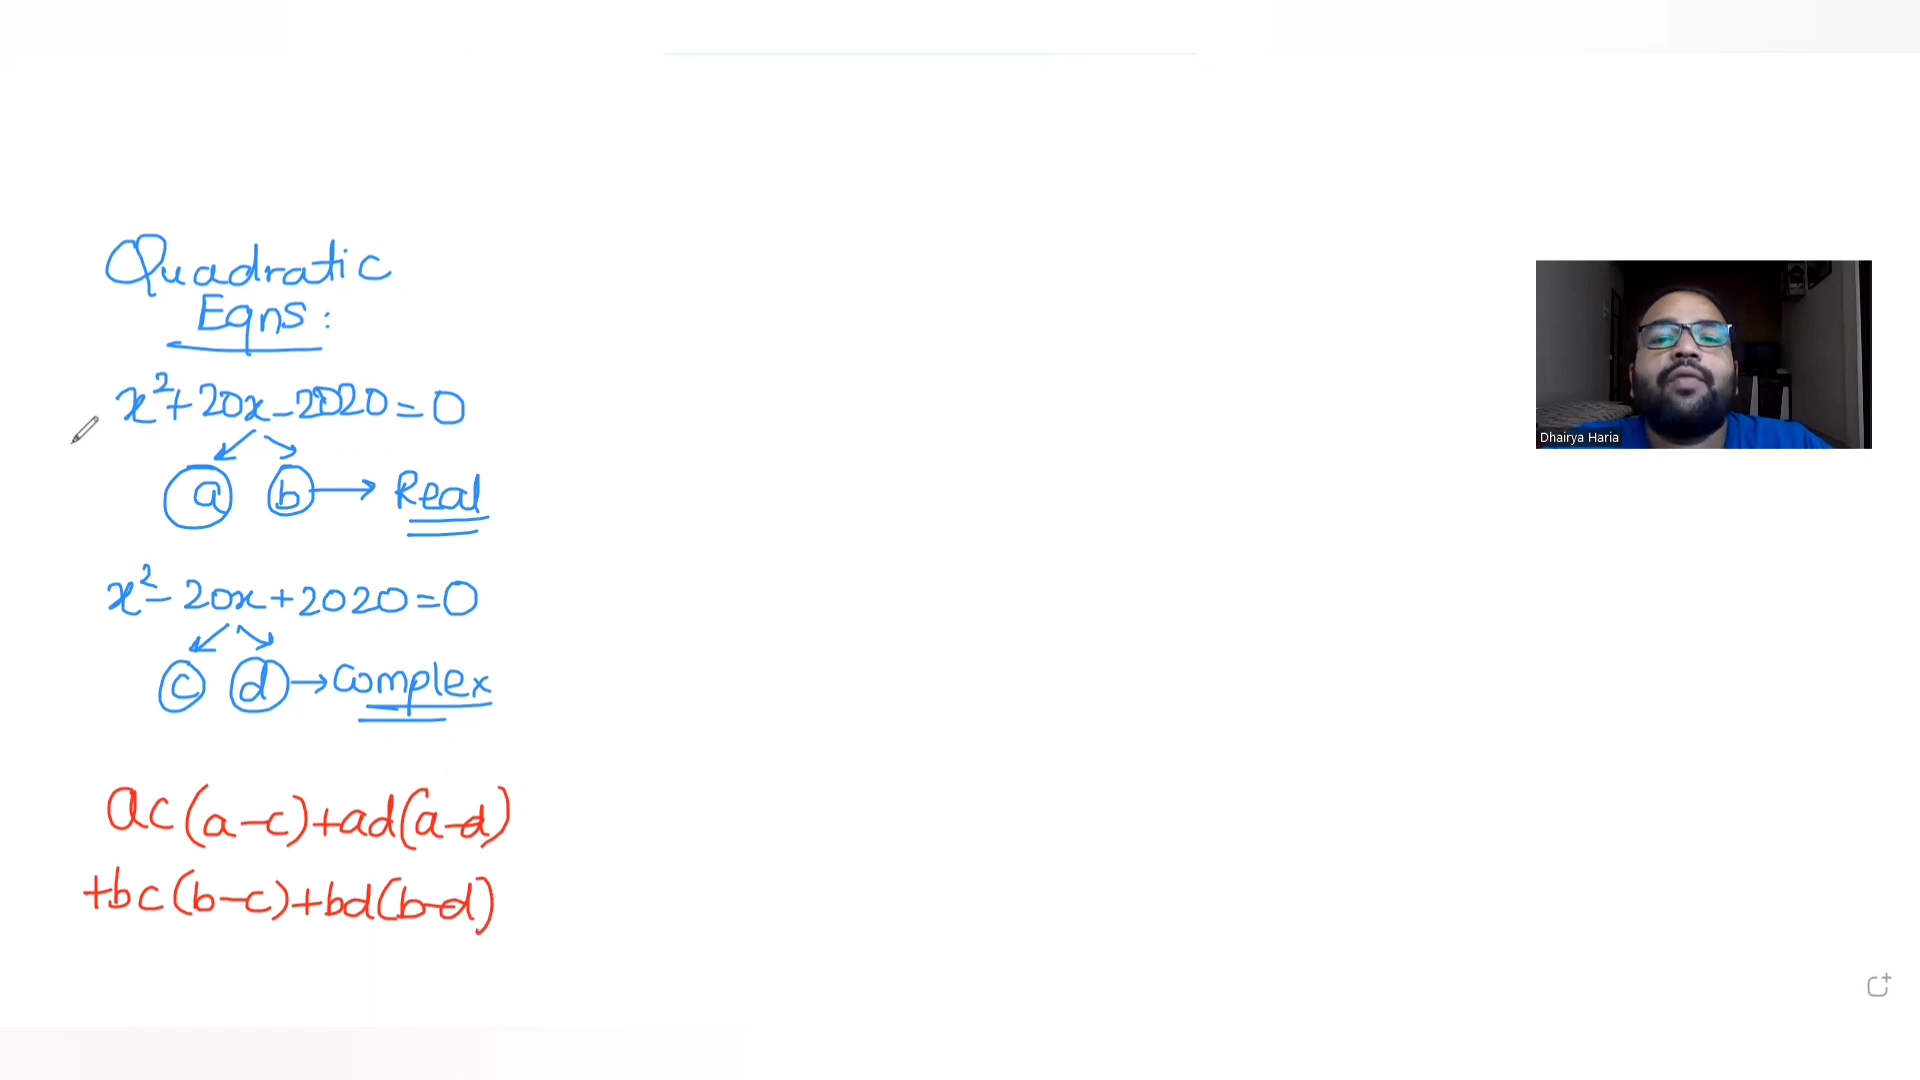 Quadratic
Eqns:
x²+20x-2020=0
a b → Real
x²-20x+2020=0
c d → Complex
ac(a-c)+ad(a-d)
+bc(b-c)+bd(b-d)
Dhairya Haria